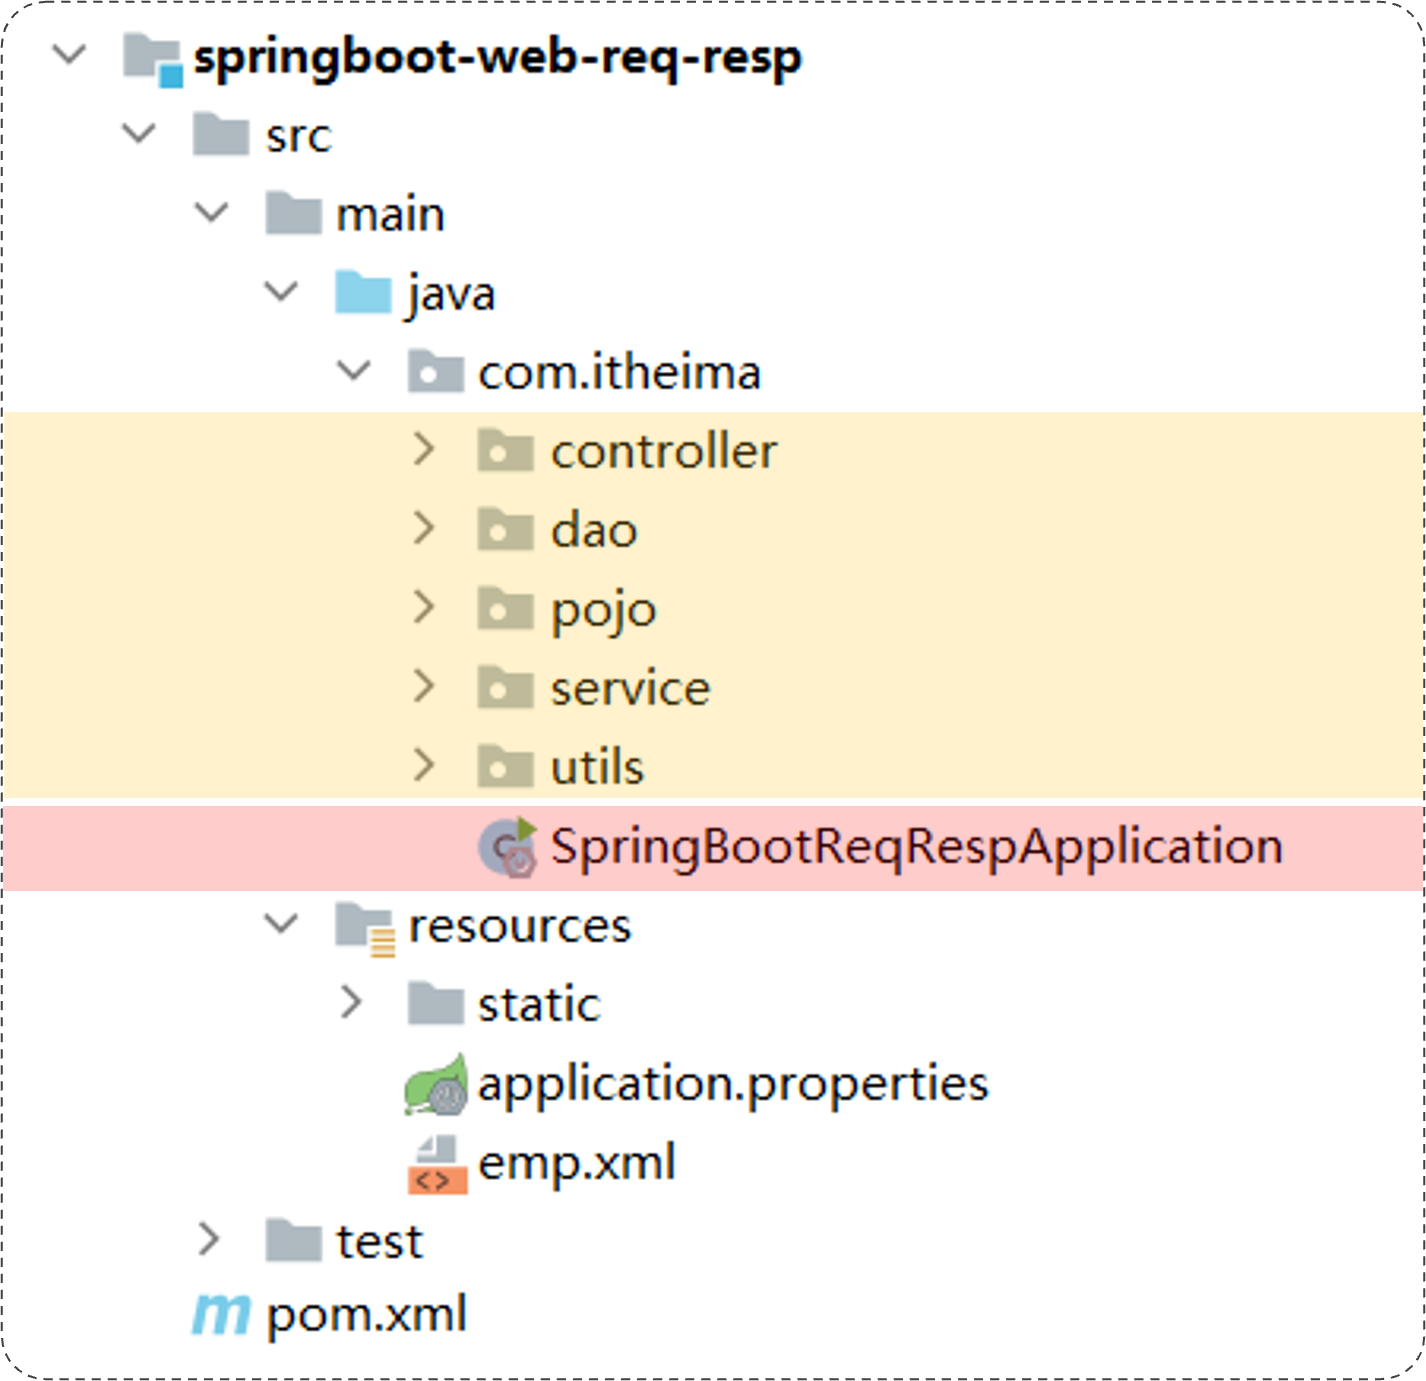 springboot-web-req-resp
src
main
java
com.itheima
controller
dao
pojo
service
utils
SpringBootReqRespApplication
resources
static
application.properties
emp.xml
test
pom.xml